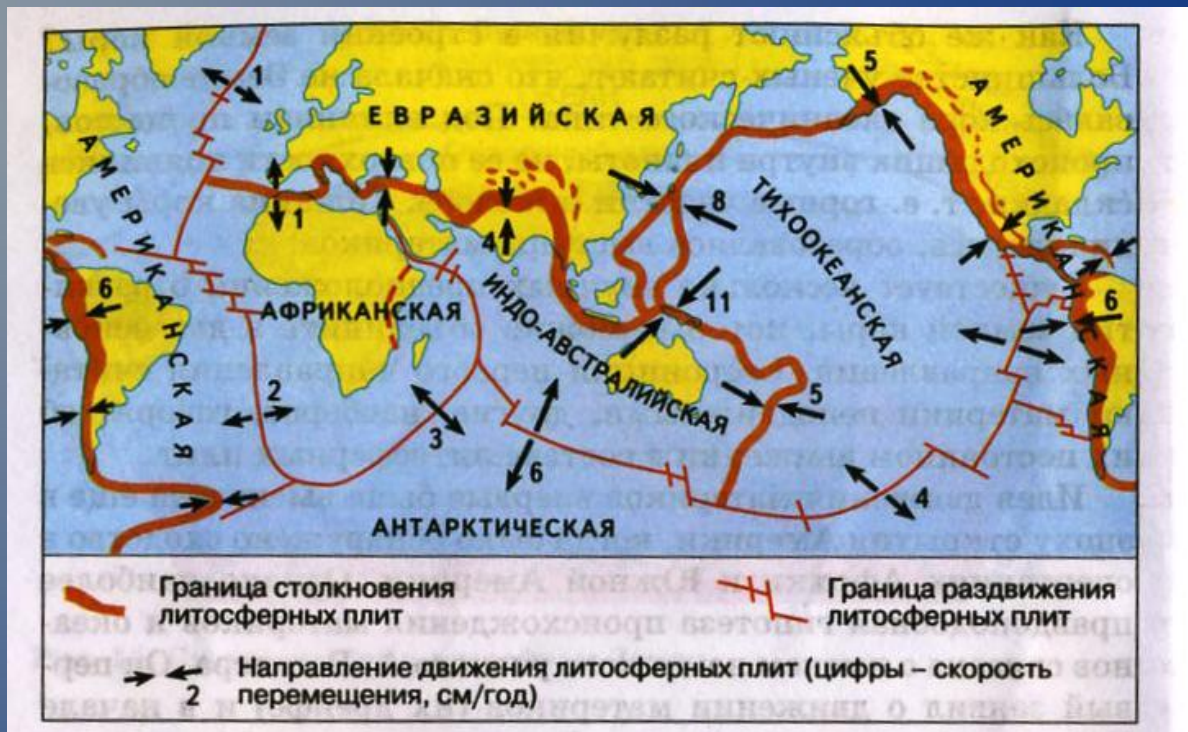 1
5
ЕВРАЗИЙСКАЯ
АМЕРИКАНСКАЯ
1
4
8
ТИХООКЕАНСКАЯ
АМЕРИКАНСКАЯ
6
АФРИКАНСКАЯ
ИНДО-АВСТРАЛИЙСКАЯ
11
6
2
3
6
5
4
АНТАРКТИЧЕСКАЯ
Граница столкновения
литосферных плит
Граница раздвижения
литосферных плит
2
Направление движения литосферных плит (цифры – скорость
перемещения, см/год)